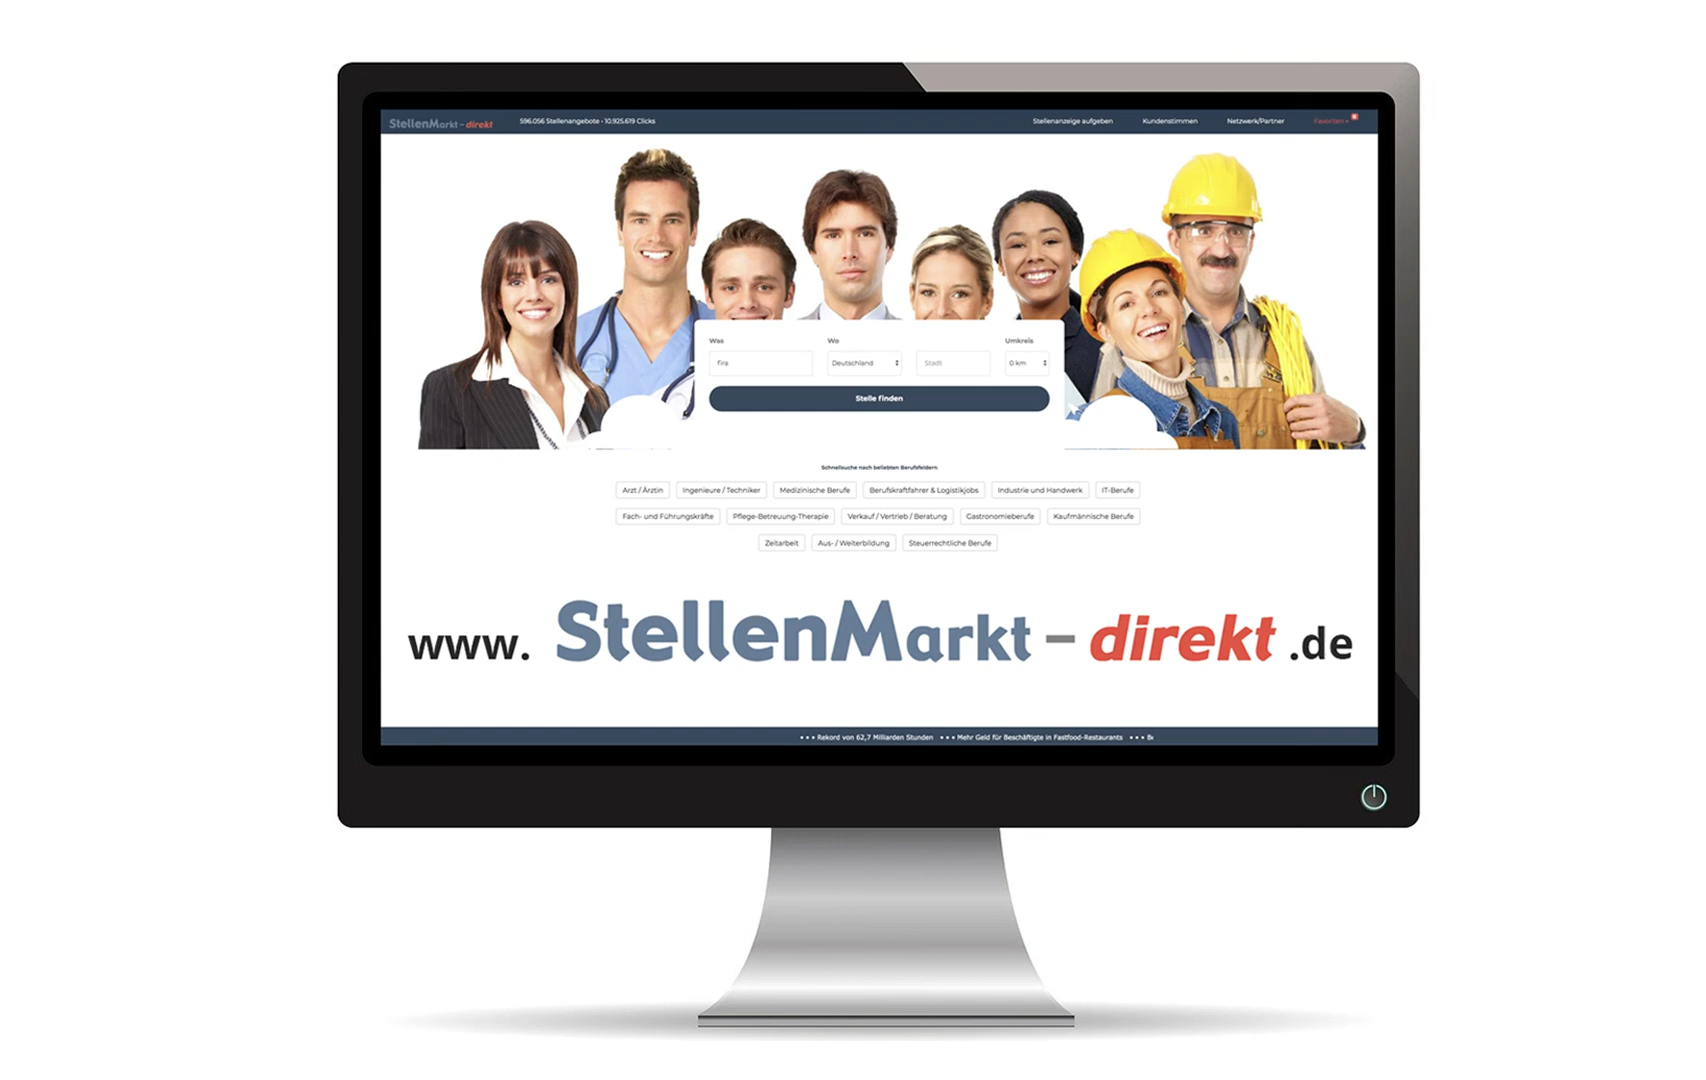 StellenMarkt - direkt 596.056 Stellenangebote - 10.925.619 Clicks Stellenanzeige aufgeben Kundenstimmen Netzwerk/Partner Favoriten
Was Wo Umkreis
fira Deutschland Stadt 0 km
Stelle finden
Schnellsuche nach beliebten Berufsfeldern
Arzt / Ärztin Ingenieure / Techniker Medizinische Berufe Berufskraftfahrer & Logistikjobs Industrie und Handwerk IT-Berufe
Fach- und Führungskräfte Pflege-Betreuung-Therapie Verkauf / Vertrieb / Beratung Gastronomieberufe Kaufmännische Berufe
Zeitarbeit Aus- / Weiterbildung Steuerrechtliche Berufe
www. StellenMarkt - direkt .de
• • • Rekord von 62,7 Milliarden Stunden • • • Mehr Geld für Beschäftigte in Fastfood-Restaurants • • •